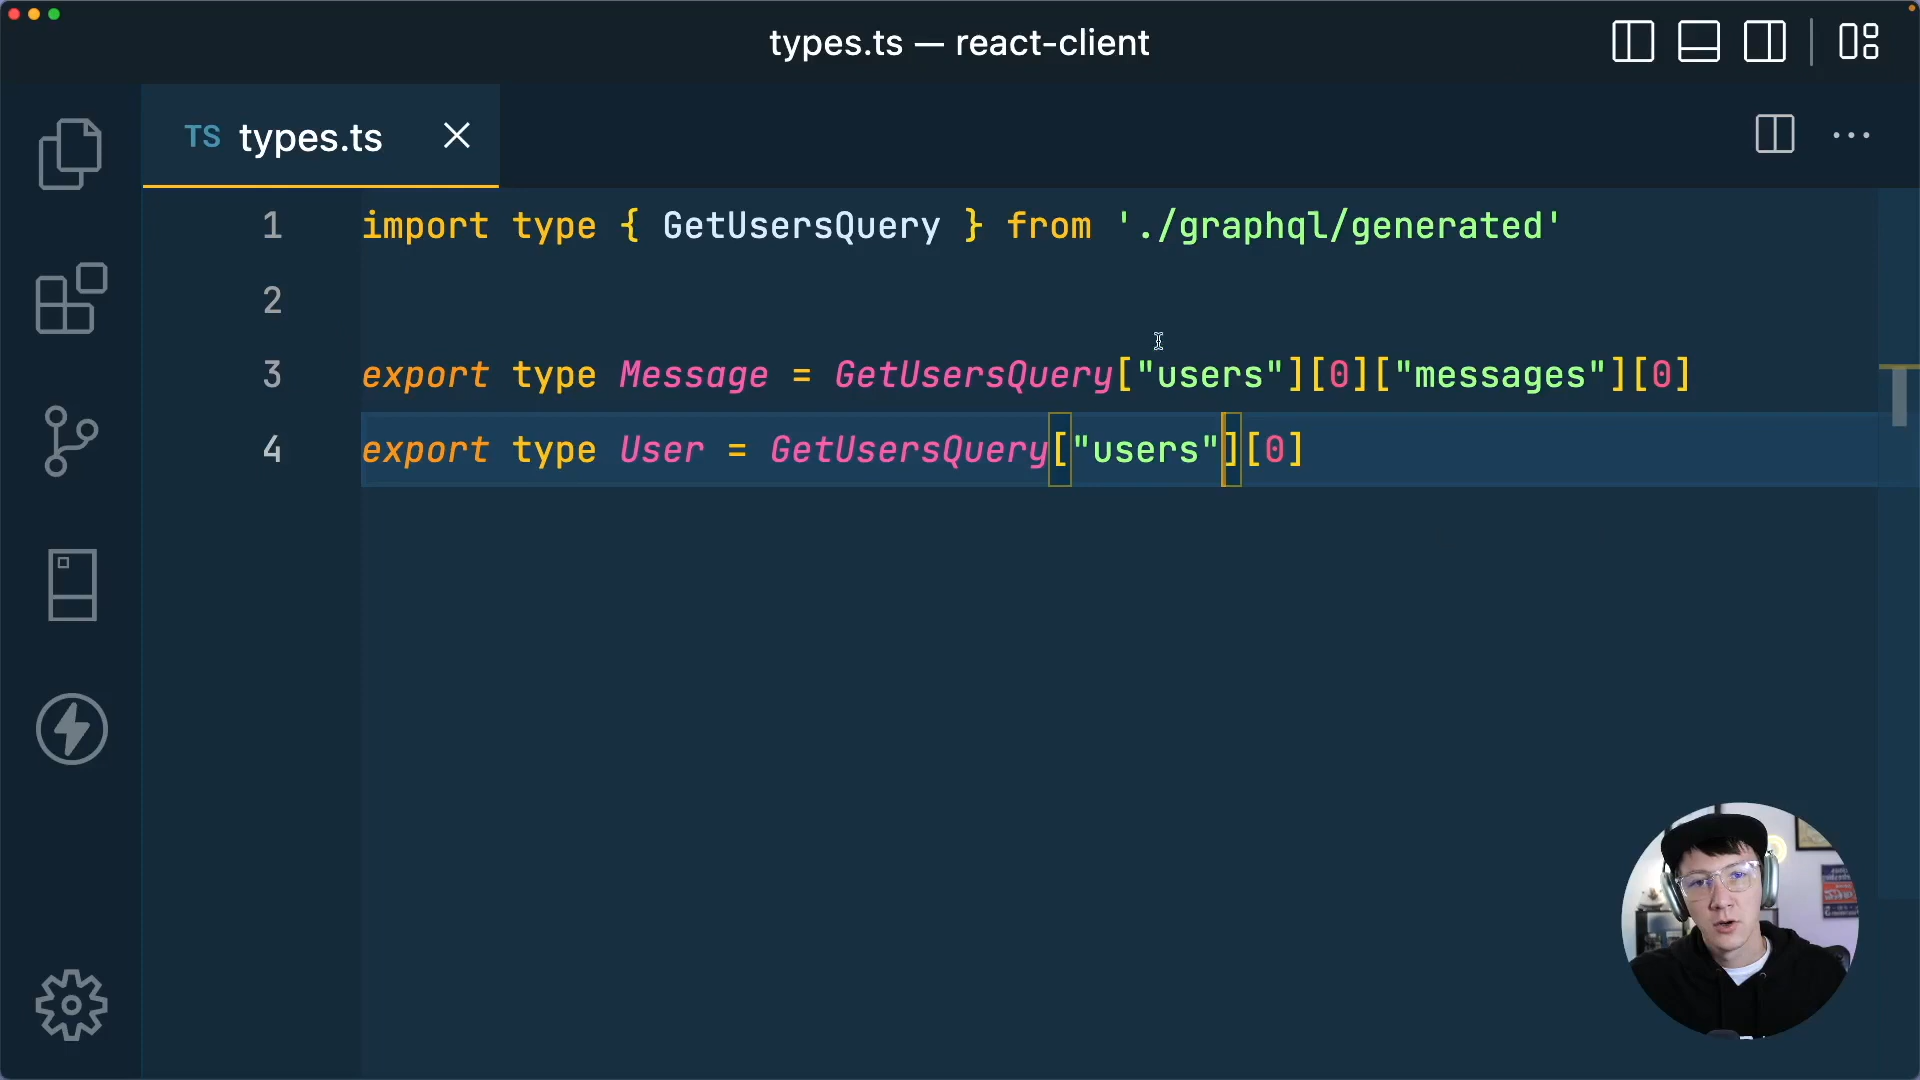 types.ts — react-client
TS types.ts
1 import type { GetUsersQuery } from './graphql/generated'
2
3 export type Message = GetUsersQuery["users"][0]["messages"][0]
4 export type User = GetUsersQuery["users"][0]